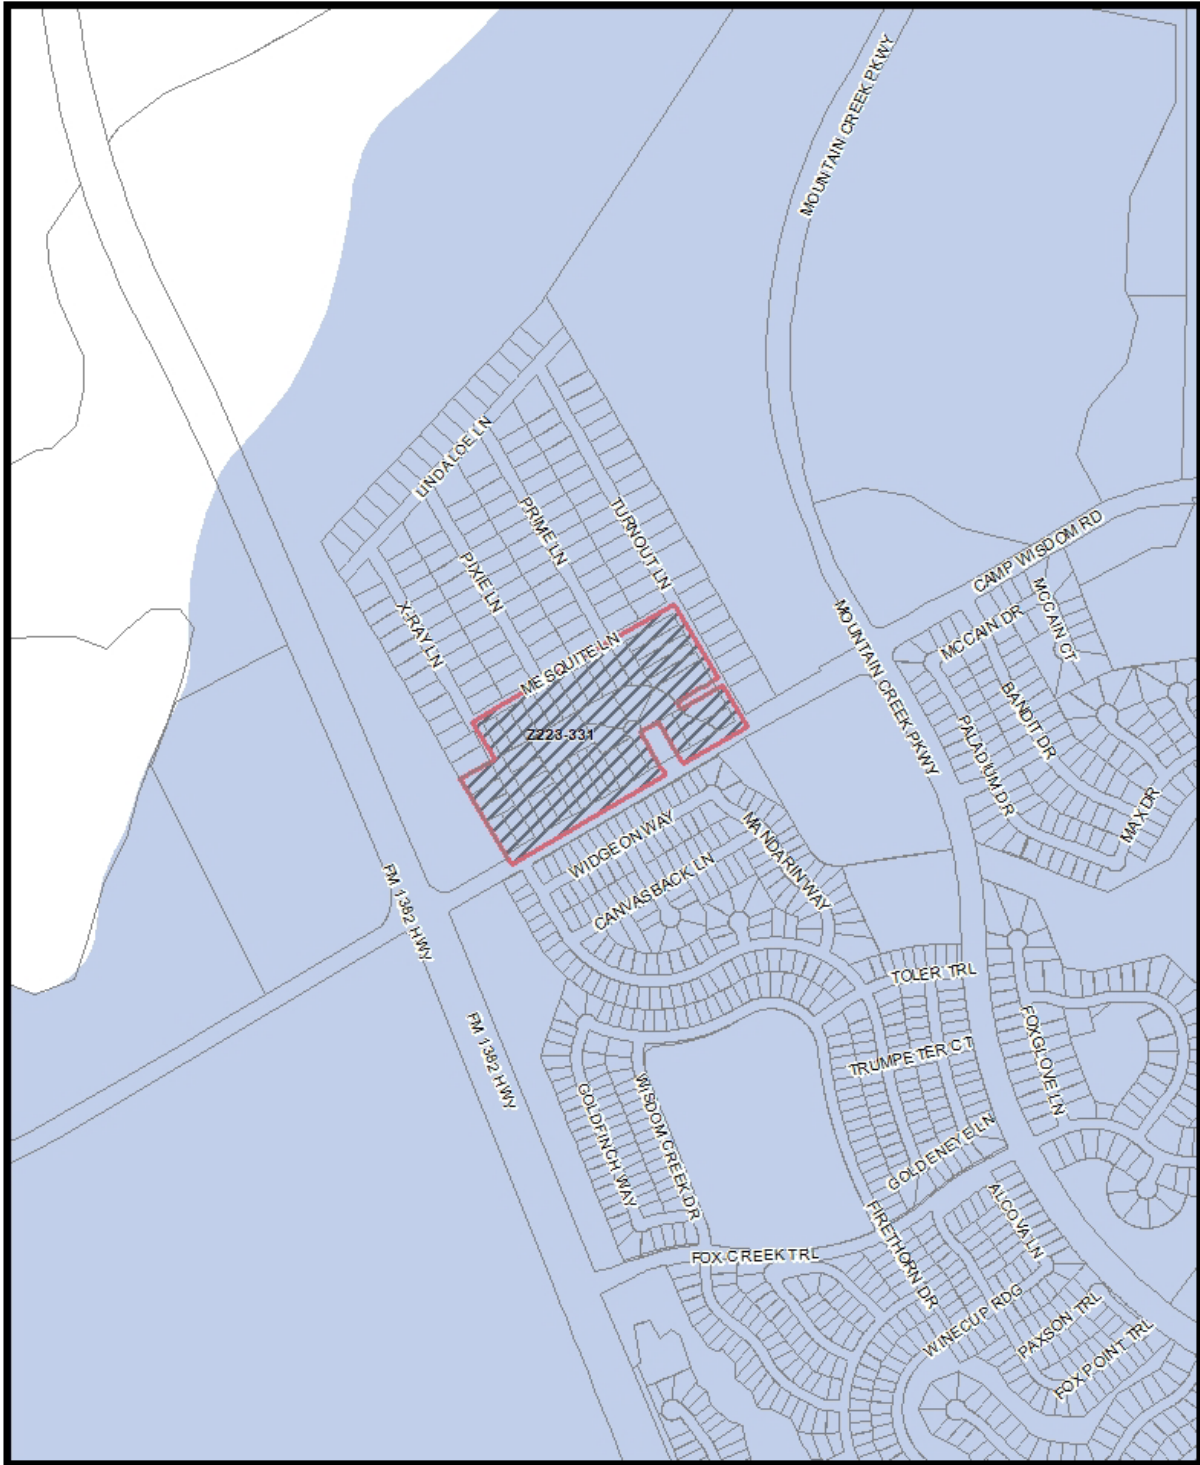 MOUNTAIN CREEK PKWY
LINDALOE LN
PRIME LN
TURNOUT LN
PIXIE LN
X-RAY LN
CAMP WISDOM RD
MCCAIN DR
MCCAIN CT
MESQUITE LN
MOUNTAIN CREEK PKWY
BANDIT DR
Z223-331
PALADIUM DR
MAX DR
WIDGEON WAY
MANDARIN WAY
CANVASBACK LN
FM 1382 HWY
TOLER TRL
FM 1382 HWY
TRUMPETER CT
FOXGLOVE LN
GOLDFINCH WAY
WISDOM CREEK DR
GOLDENEYE LN
ALCOVA LN
FIRETHORN DR
FOX CREEK TRL
WINECUP RDG
PAXSON TRL
FOX POINT TRL